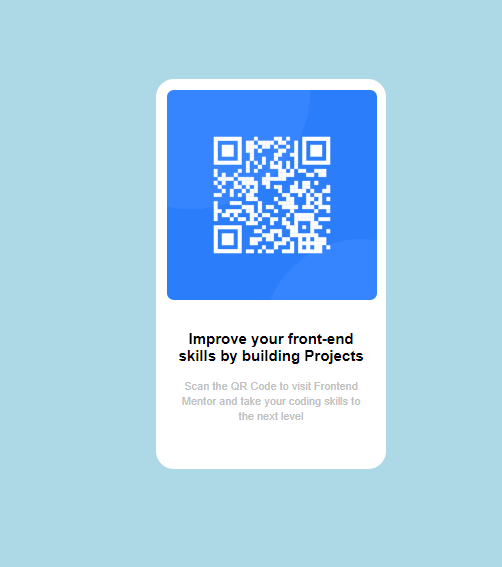 Improve your front-end
skills by building Projects
Scan the QR Code to visit Frontend
Mentor and take your coding skills to
the next level